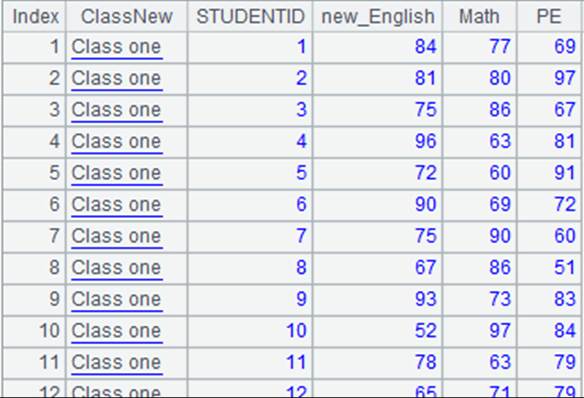 Index ClassNew STUDENTID new_English Math PE
1 Class one 1 84 77 69
2 Class one 2 81 80 97
3 Class one 3 75 86 67
4 Class one 4 96 63 81
5 Class one 5 72 60 91
6 Class one 6 90 69 72
7 Class one 7 75 90 60
8 Class one 8 67 86 51
9 Class one 9 93 73 83
10 Class one 10 52 97 84
11 Class one 11 78 63 79
12 Class one 12 65 71 79